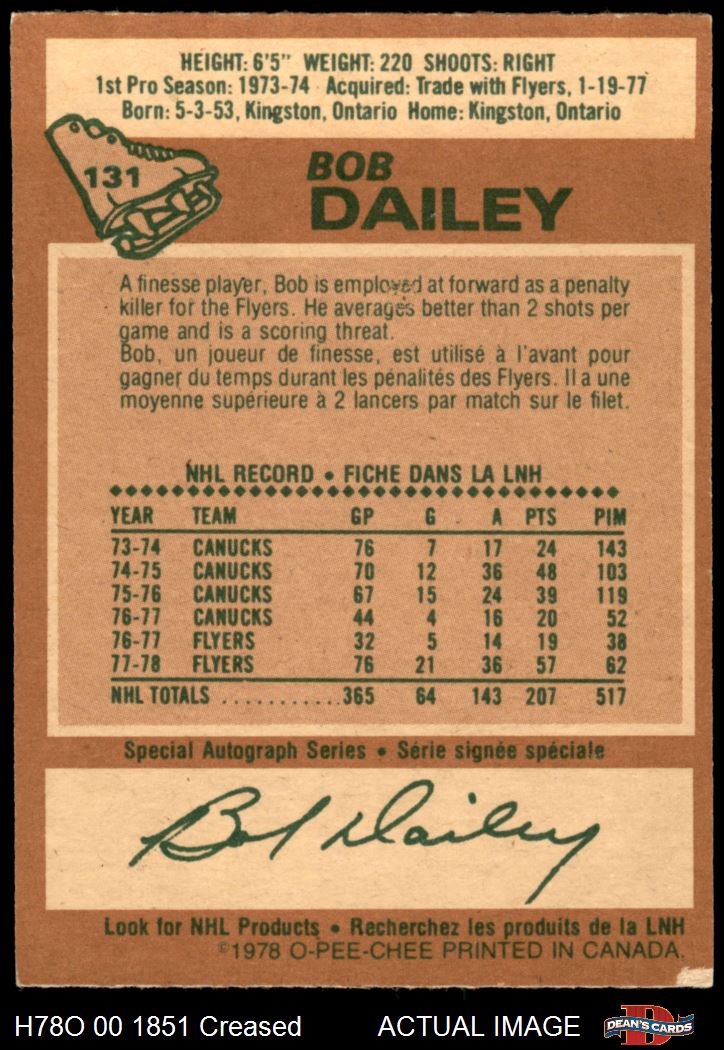 HEIGHT: 6'5" WEIGHT: 220 SHOOTS: RIGHT
1st Pro Season: 1973-74 Acquired: Trade with Flyers, 1-19-77
Born: 5-3-53, Kingston, Ontario Home: Kingston, Ontario
131
BOB
DAILEY
A finesse player, Bob is employed at forward as a penalty
killer for the Flyers. He averages better than 2 shots per
game and is a scoring threat.
Bob, un joueur de finesse, est utilisé à l'avant pour
gagner du temps durant les pénalités des Flyers. Il a une
moyenne supérieure à 2 lancers par match sur le filet.
NHL RECORD • FICHE DANS LA LNH
YEAR TEAM GP G A PTS PIM
73-74 CANUCKS 76 7 17 24 143
74-75 CANUCKS 70 12 36 48 103
75-76 CANUCKS 67 15 24 39 119
76-77 CANUCKS 44 4 16 20 52
76-77 FLYERS 32 5 14 19 38
77-78 FLYERS 76 21 36 57 62
NHL TOTALS ...........365 64 143 207 517
Special Autograph Series • Série signée spéciale
Bob Dailey
Look for NHL Products • Recherchez les produits de la LNH
©1978 O-PEE-CHEE PRINTED IN CANADA.
H78O 00 1851 Creased ACTUAL IMAGE DEAN'S CARDS